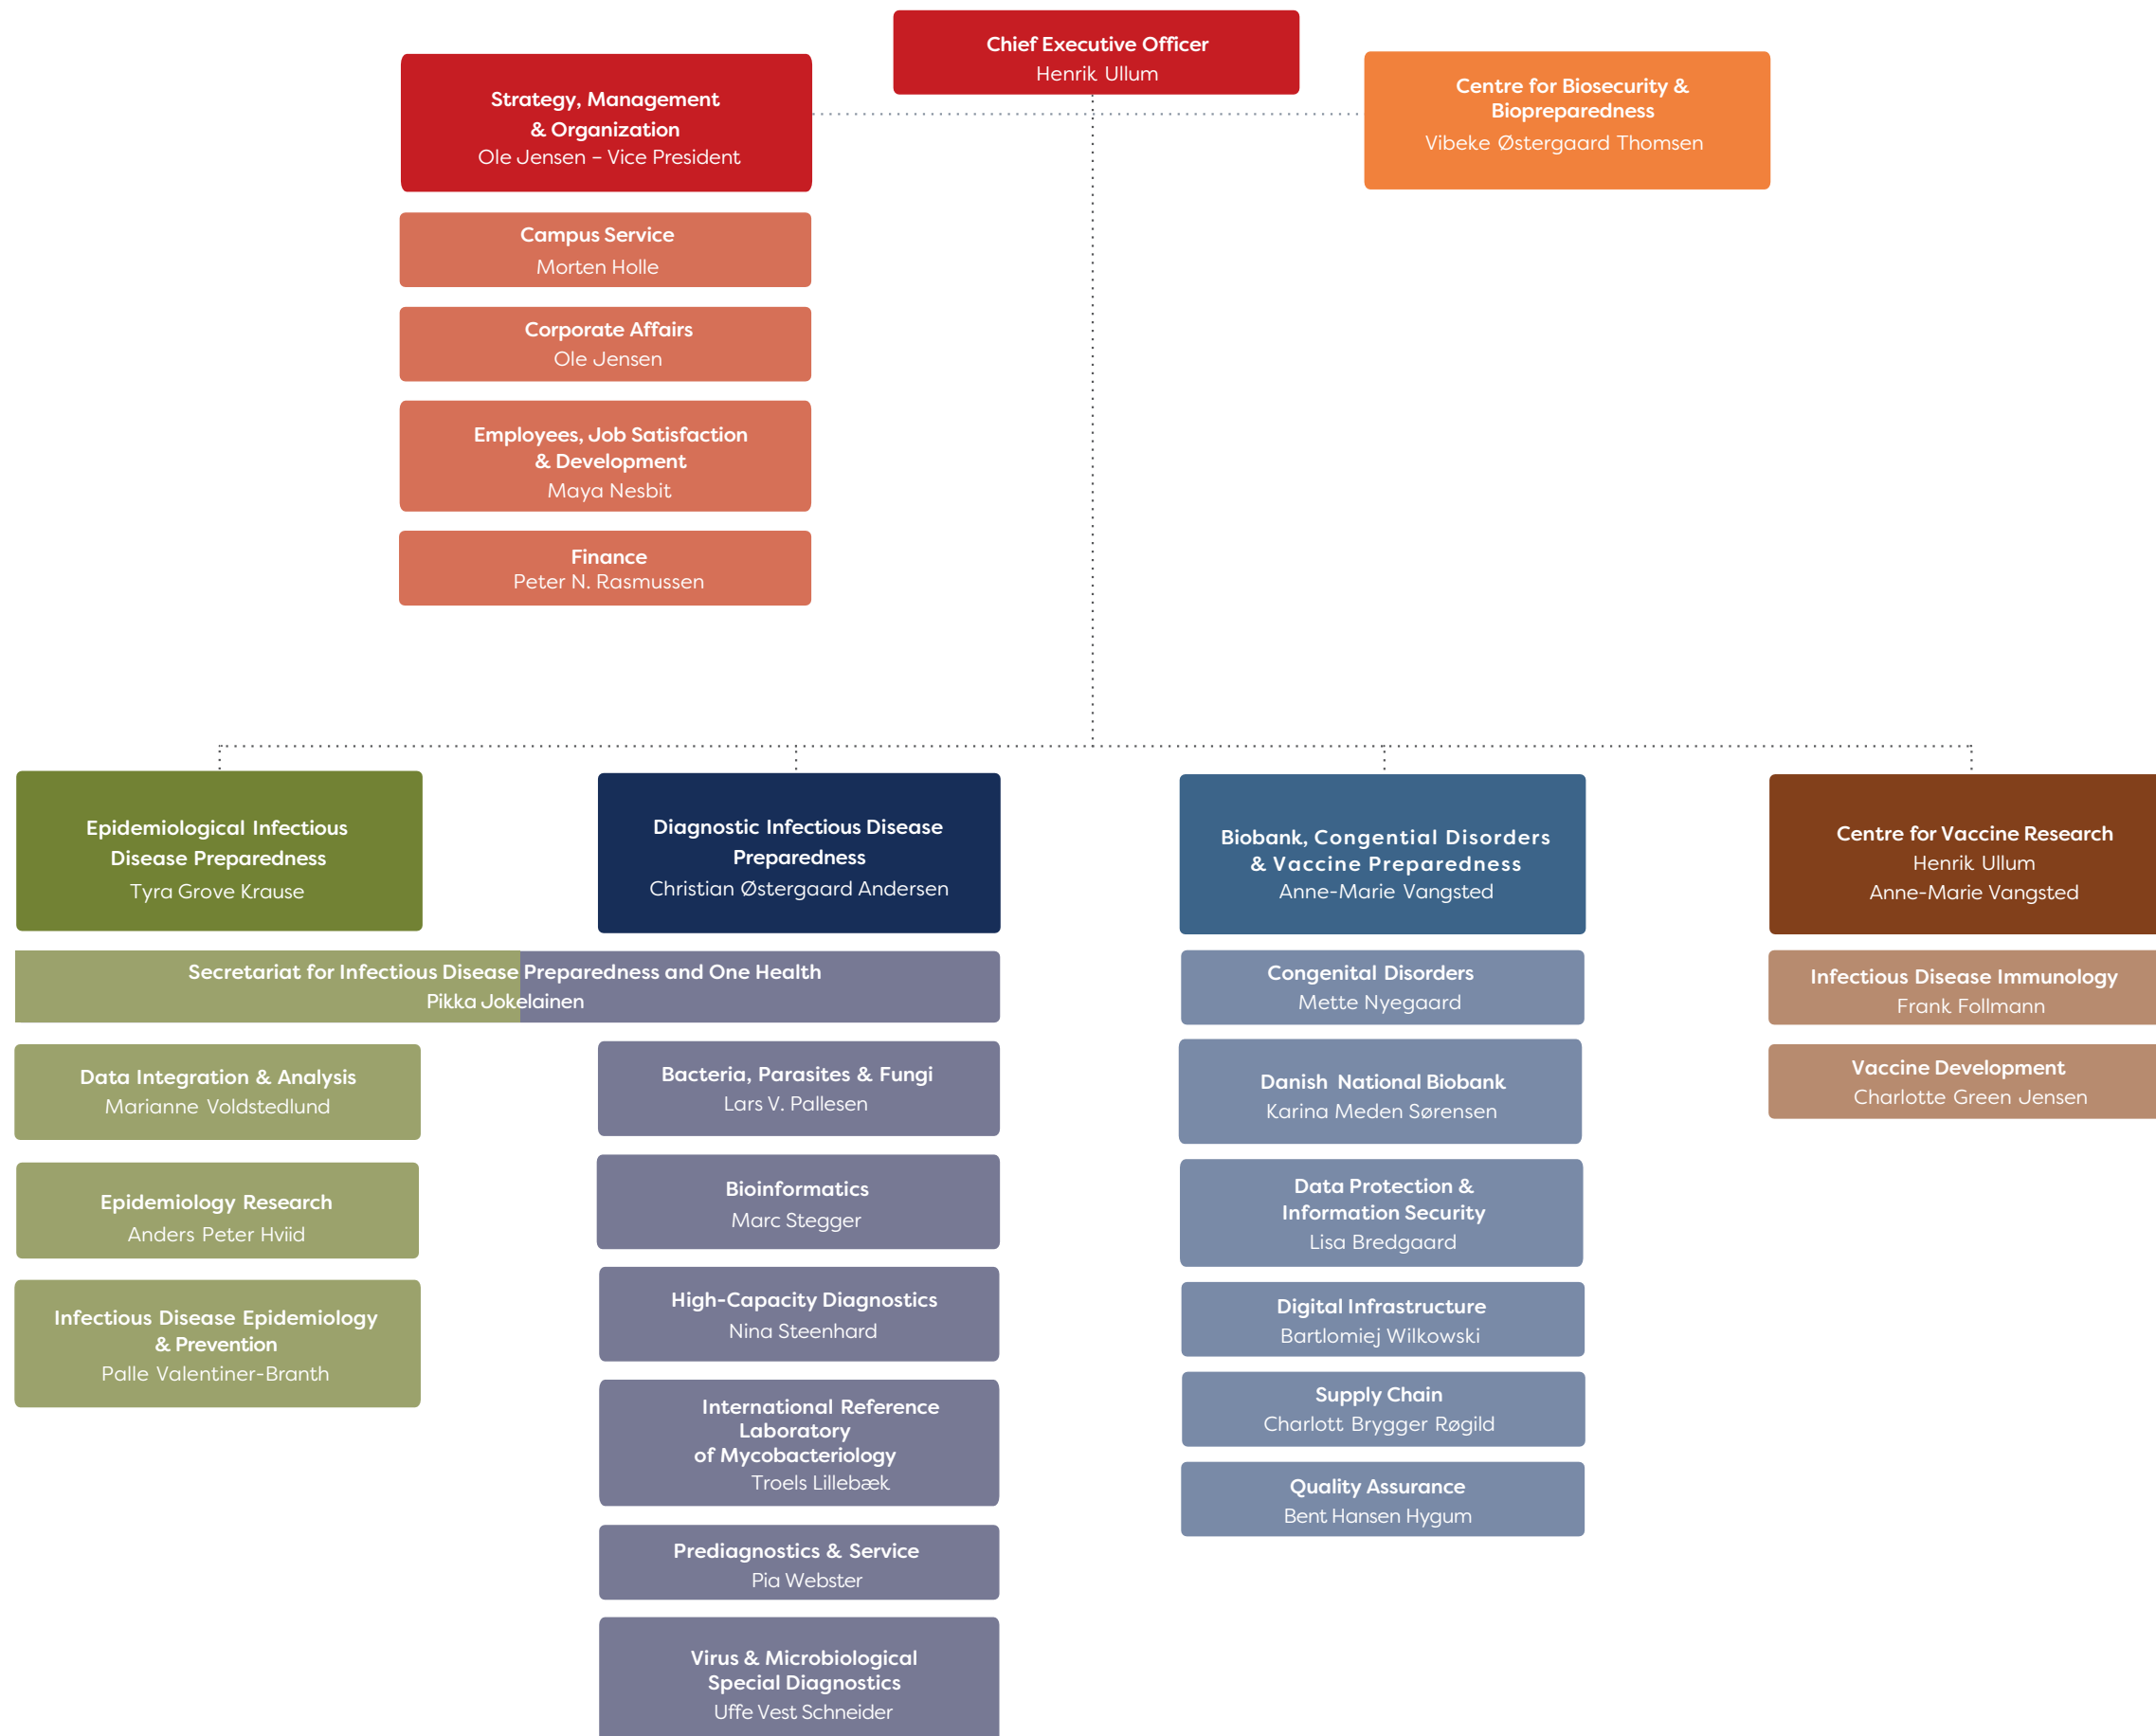 Chief Executive Officer
Henrik Ullum
Strategy, Management
& Organization
Ole Jensen – Vice President
Centre for Biosecurity &
Biopreparedness
Vibeke Østergaard Thomsen
Campus Service
Morten Holle
Corporate Affairs
Ole Jensen
Employees, Job Satisfaction
& Development
Maya Nesbit
Finance
Peter N. Rasmussen
Epidemiological Infectious
Disease Preparedness
Tyra Grove Krause
Diagnostic Infectious Disease
Preparedness
Christian Østergaard Andersen
Biobank, Congential Disorders
& Vaccine Preparedness
Anne-Marie Vangsted
Centre for Vaccine Research
Henrik Ullum
Anne-Marie Vangsted
Secretariat for Infectious Disease Preparedness and One Health
Pikka Jokelainen
Data Integration & Analysis
Marianne Voldstedlund
Epidemiology Research
Anders Peter Hviid
Infectious Disease Epidemiology
& Prevention
Palle Valentiner-Branth
Bacteria, Parasites & Fungi
Lars V. Pallesen
Bioinformatics
Marc Stegger
High-Capacity Diagnostics
Nina Steenhard
International Reference
Laboratory
of Mycobacteriology
Troels Lillebæk
Prediagnostics & Service
Pia Webster
Virus & Microbiological
Special Diagnostics
Uffe Vest Schneider
Congenital Disorders
Mette Nyegaard
Danish National Biobank
Karina Meden Sørensen
Data Protection &
Information Security
Lisa Bredgaard
Digital Infrastructure
Bartlomiej Wilkowski
Supply Chain
Charlott Brygger Røgild
Quality Assurance
Bent Hansen Hygum
Infectious Disease Immunology
Frank Follmann
Vaccine Development
Charlotte Green Jensen